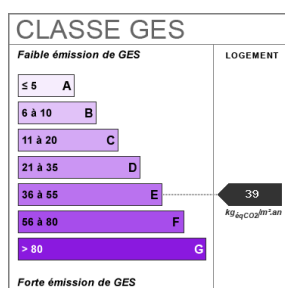 CLASSE GES
Faible émission de GES
LOGEMENT
≤ 5 A
6 à 10 B
11 à 20 C
21 à 35 D
36 à 55 E
39
kgéqCO2/m².an
56 à 80 F
> 80 G
Forte émission de GES